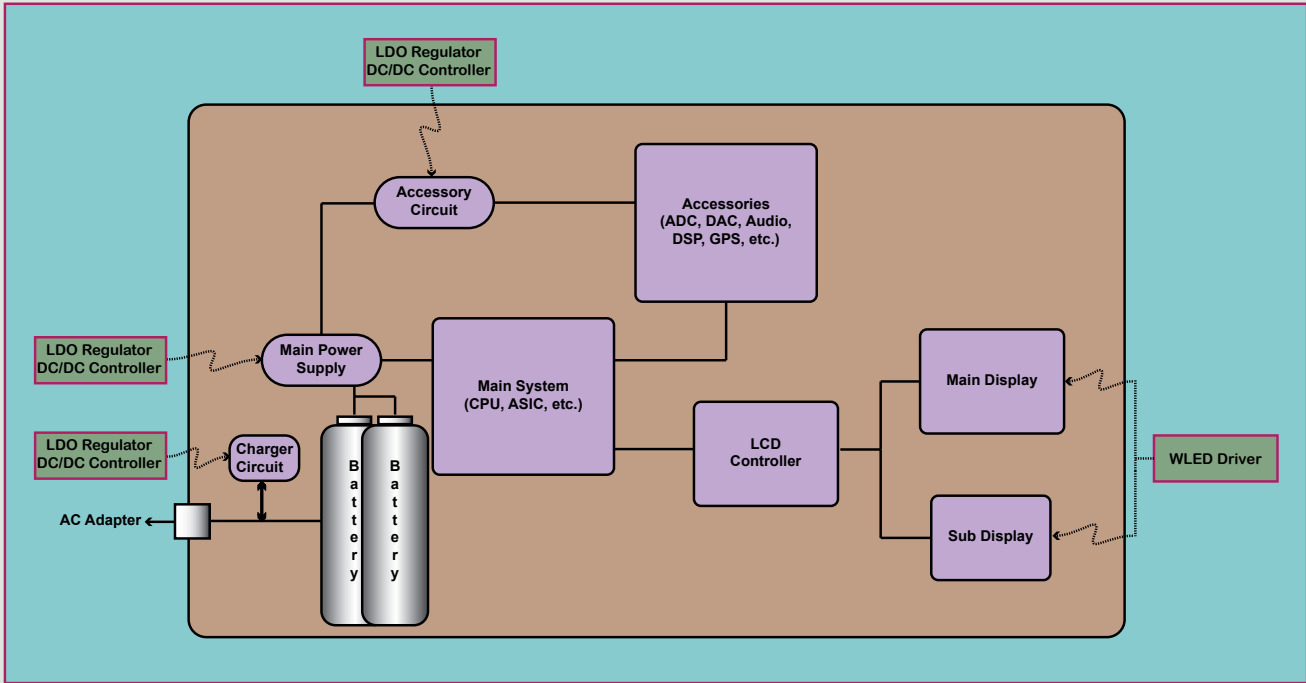 LDO Regulator
DC/DC Controller
Accessory
Circuit
Accessories
(ADC, DAC, Audio,
DSP, GPS, etc.)
LDO Regulator
DC/DC Controller
Main Power
Supply
Main System
(CPU, ASIC, etc.)
Main Display
LDO Regulator
DC/DC Controller
Charger
Circuit
Battery
Battery
LCD
Controller
WLED Driver
AC Adapter
Sub Display